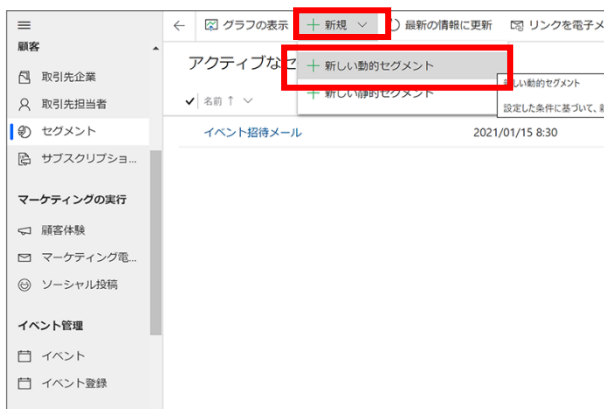 顧客
取引先企業
取引先担当者
セグメント
サブスクリプショ...
マーケティングの実行
顧客体験
マーケティング電...
ソーシャル投稿
イベント管理
イベント
イベント登録
グラフの表示
新規
最新の情報に更新
リンクを電子メ
アクティブなセ
新しい動的セグメント
新しい静的セグメント
しい動的セグメント
設定した条件に基づいて、
名前 ↑
イベント招待メール 2021/01/15 8:30